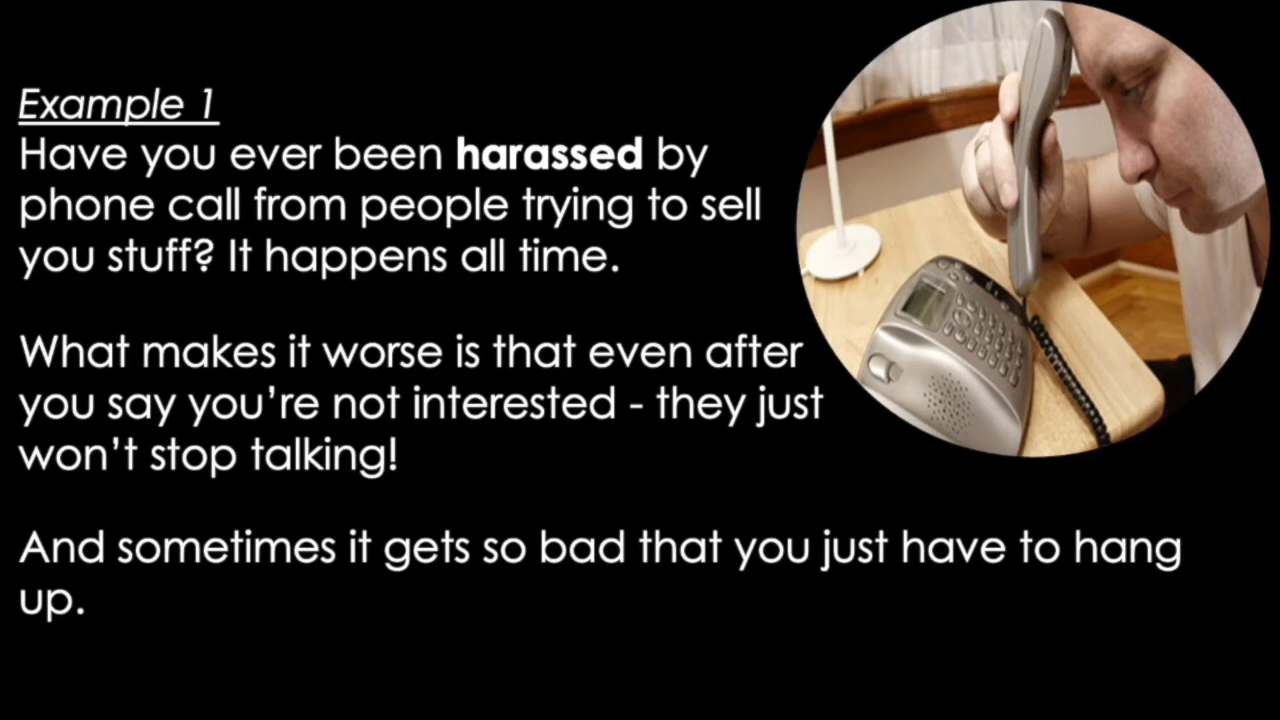 Example 1
Have you ever been harassed by
phone call from people trying to sell
you stuff? It happens all time.
What makes it worse is that even after
you say you're not interested - they just
won't stop talking!
And sometimes it gets so bad that you just have to hang
up.